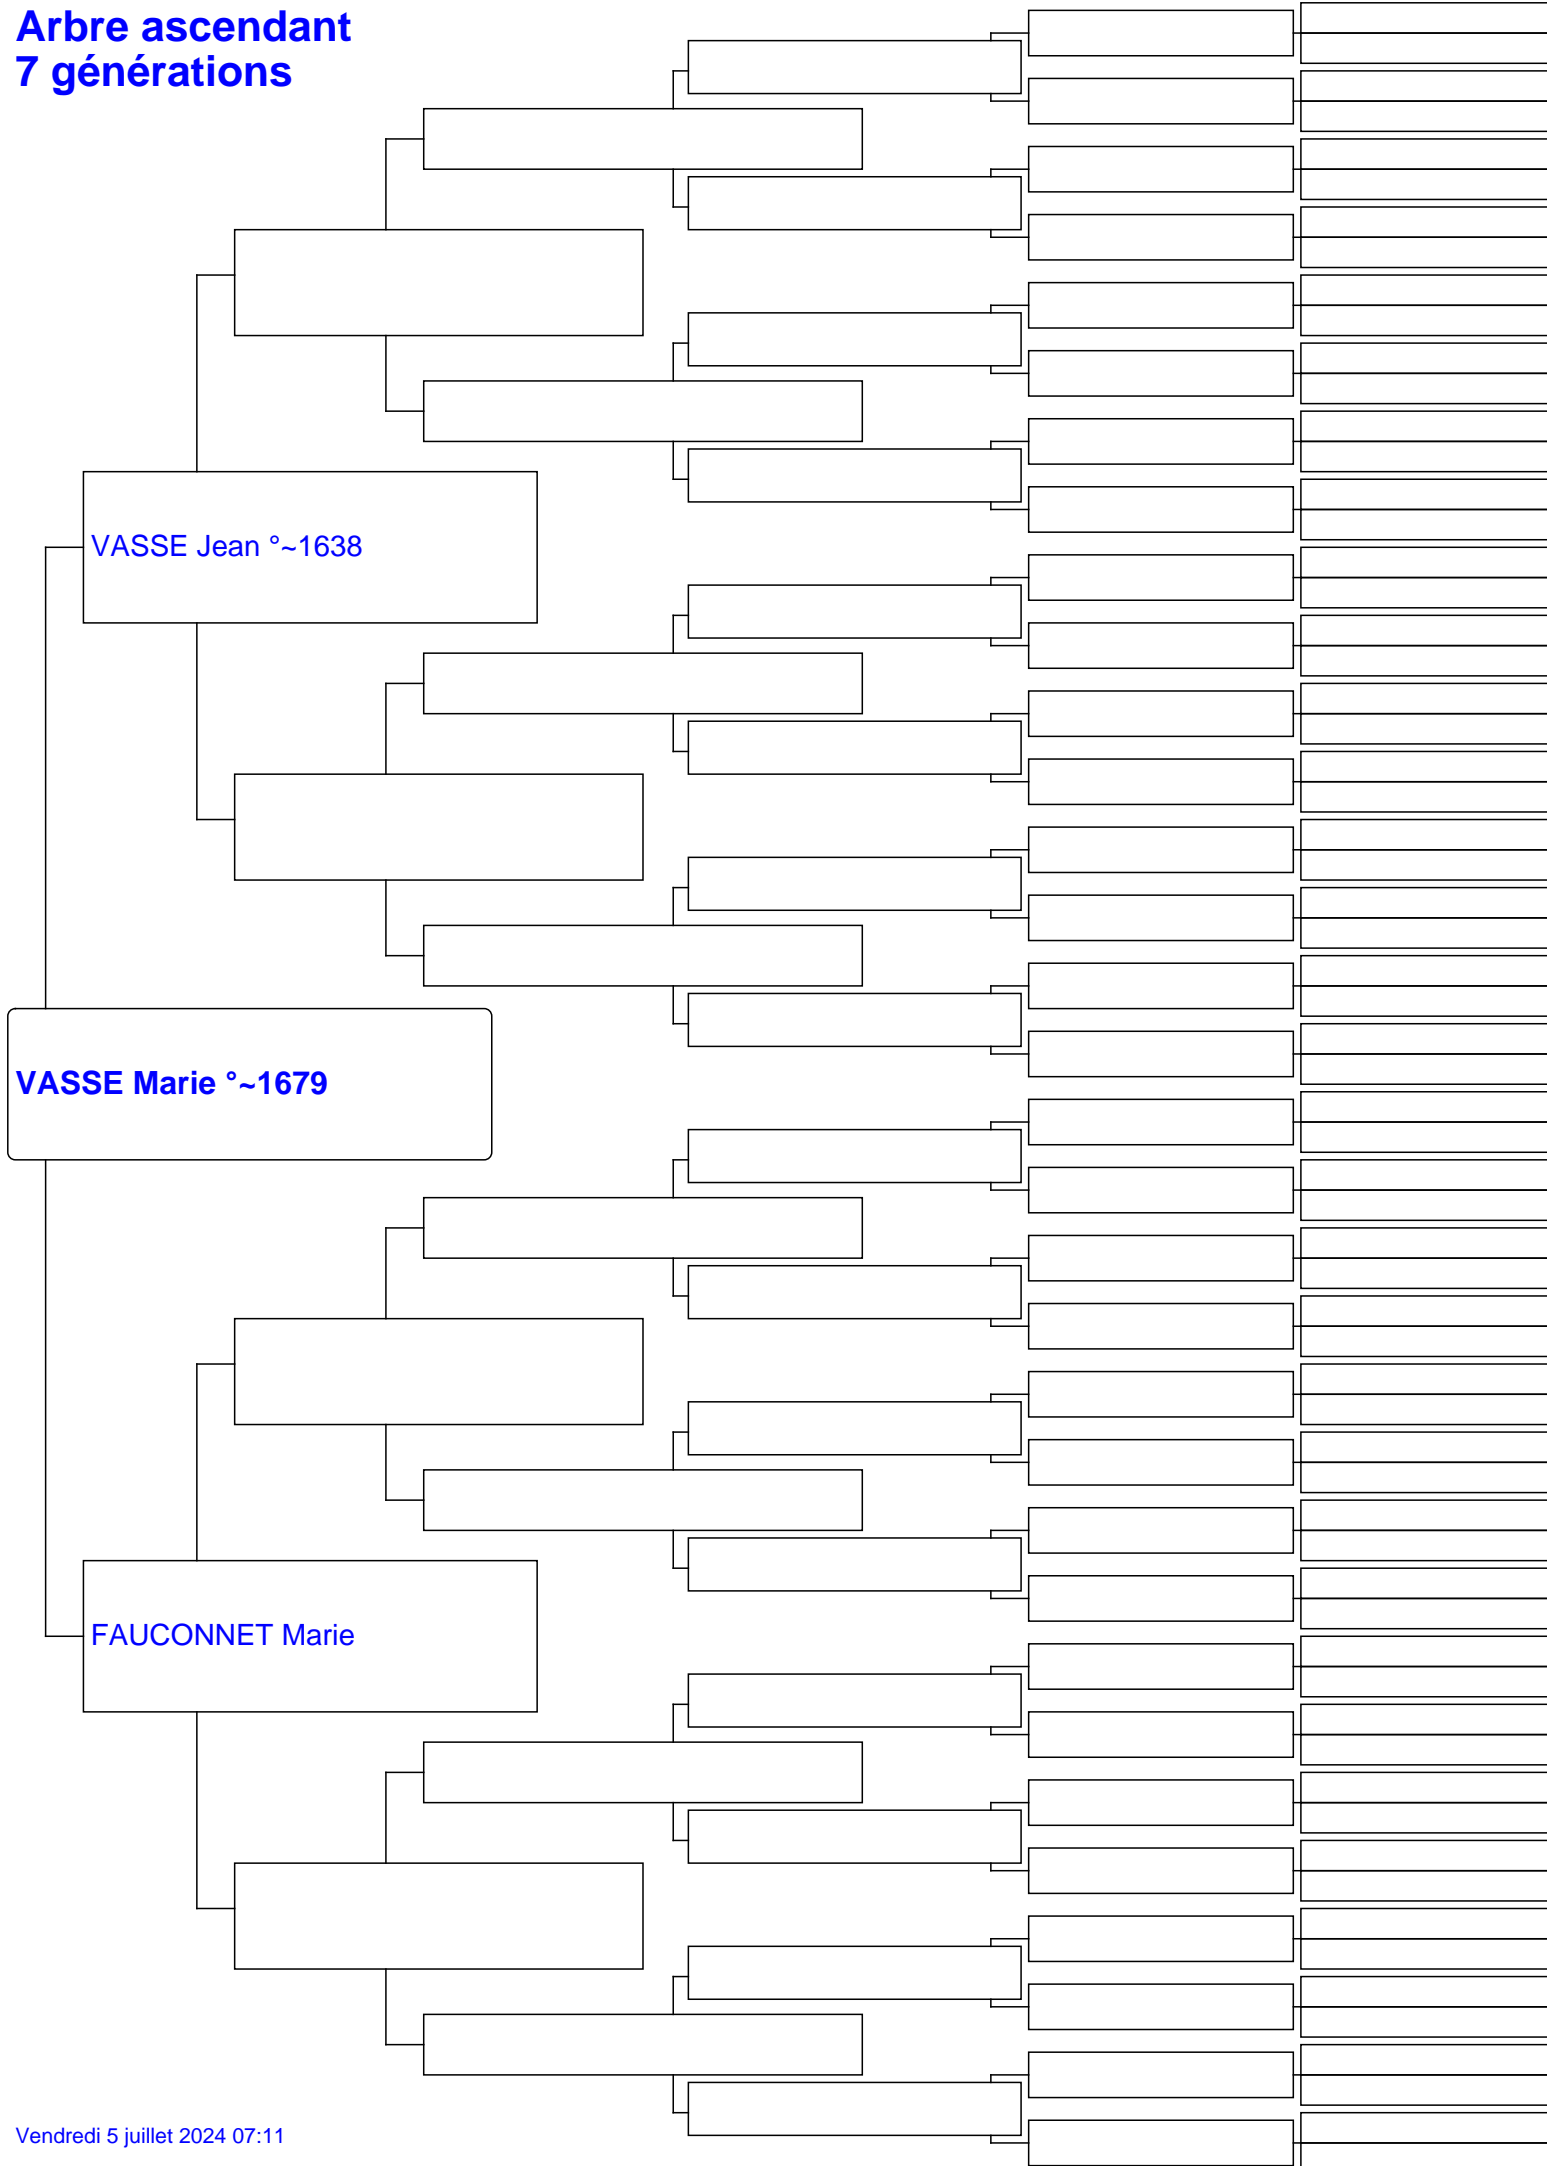 Arbre ascendant
7 générations
VASSE Jean °~1638
VASSE Marie °~1679
FAUCONNET Marie
Vendredi 5 juillet 2024 07:11